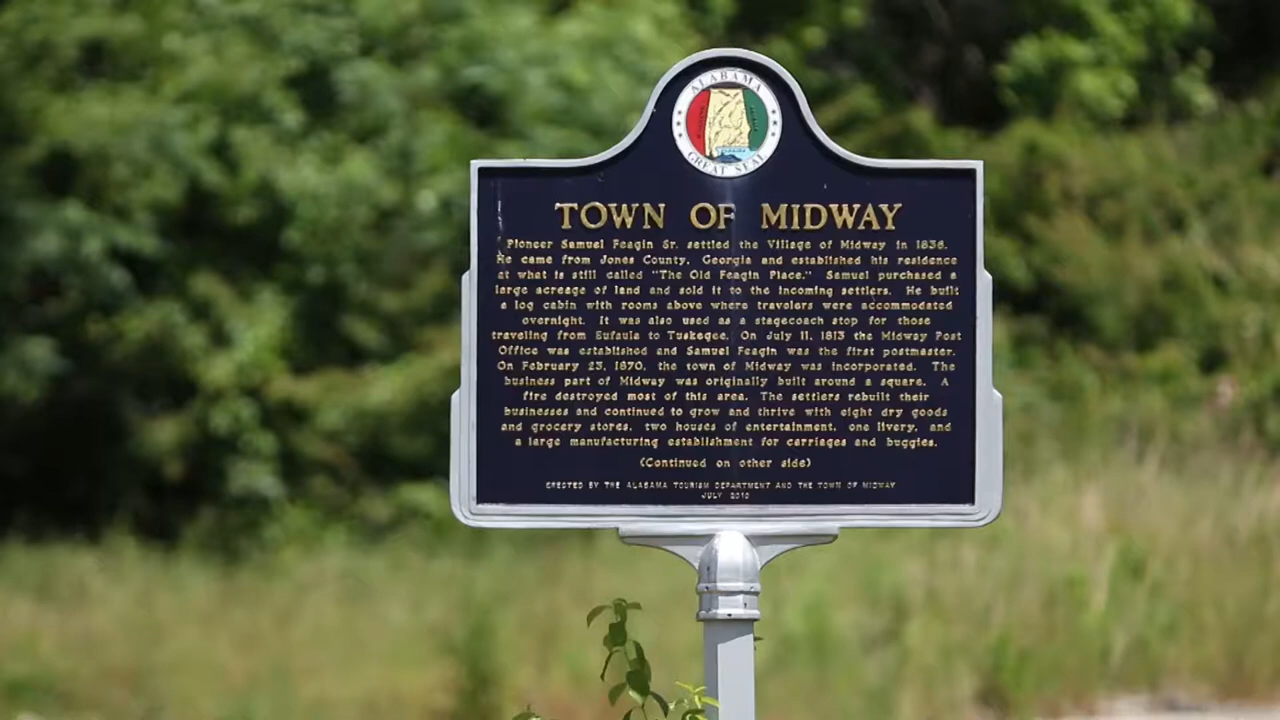 ALABAMA
GREAT SEAL
TOWN OF MIDWAY
Pioneer Samuel Feagin Sr. settled the Village of Midway in 1836.
He came from Jones County, Georgia and established his residence
at what is still called "The Old Feagin Place." Samuel purchased a
large acreage of land and sold it to the incoming settlers. He built
a log cabin with rooms above where travelers were accommodated
overnight. It was also used as a stagecoach stop for those
traveling from Eufaula to Tuskegee. On July 11, 1813 the Midway Post
Office was established and Samuel Feagin was the first postmaster.
On February 23, 1870, the town of Midway was incorporated. The
business part of Midway was originally built around a square. A
fire destroyed most of this area. The settlers rebuilt their
businesses and continued to grow and thrive with eight dry goods
and grocery stores, two houses of entertainment, one livery, and
a large manufacturing establishment for carriages and buggies.
(Continued on other side)
ERECTED BY THE ALABAMA TOURISM DEPARTMENT AND THE TOWN OF MIDWAY
JULY 2010